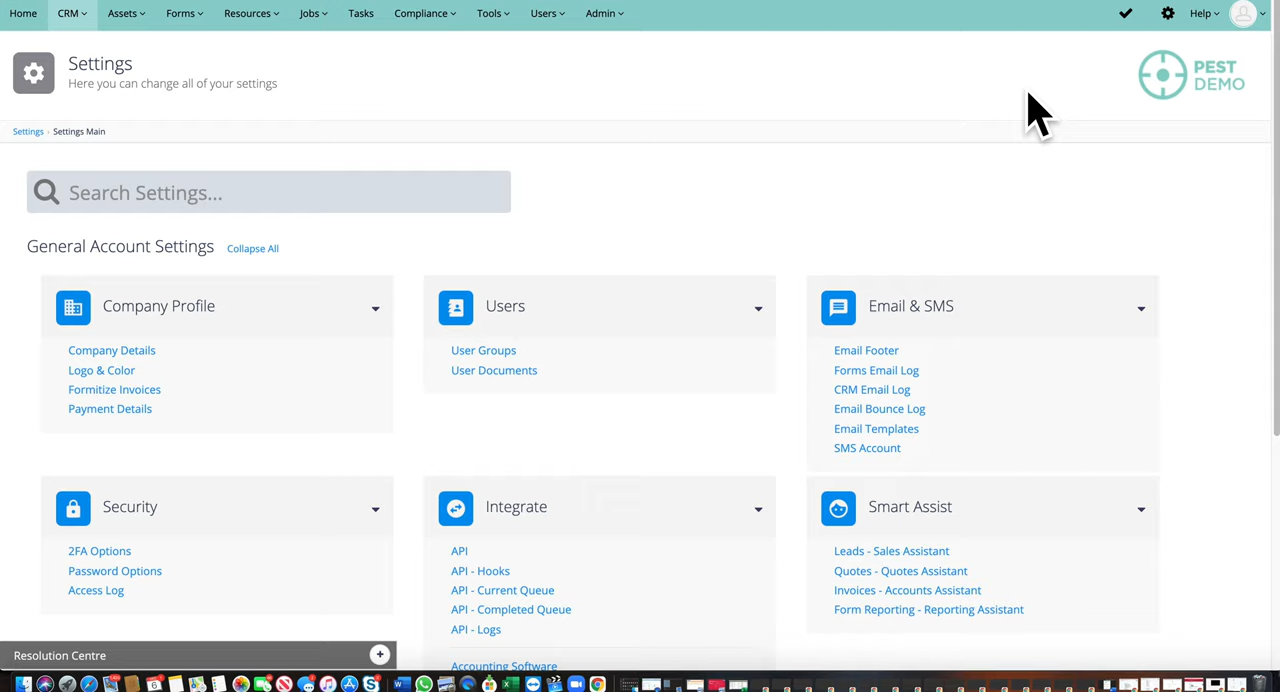 Home CRM Assets Forms Resources Jobs Tasks Compliance Tools Users Admin Help
Settings
Here you can change all of your settings
PEST
DEMO
Settings › Settings Main
Search Settings...
General Account Settings Collapse All
Company Profile
Company Details
Logo & Color
Formitize Invoices
Payment Details
Users
User Groups
User Documents
Email & SMS
Email Footer
Forms Email Log
CRM Email Log
Email Bounce Log
Email Templates
SMS Account
Security
2FA Options
Password Options
Access Log
Integrate
API
API - Hooks
API - Current Queue
API - Completed Queue
API - Logs
Accounting Software
Smart Assist
Leads - Sales Assistant
Quotes - Quotes Assistant
Invoices - Accounts Assistant
Form Reporting - Reporting Assistant
Resolution Centre